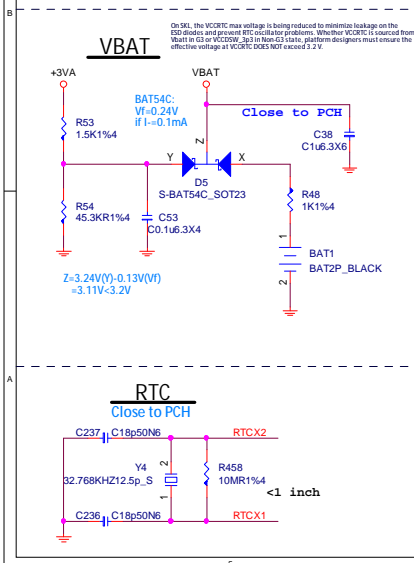 B
On SKL, the VCCRTC max voltage is being reduced to minimize leakage on the
ESD diodes and prevent RTC oscillator problems. Whether VCCRTC is sourced from
Vbatt in G3 or VCCDSW_3p3 in Non-G3 state, platform designers must ensure the
effective voltage at VCCRTC DOES NOT exceed 3.2 V.
VBAT
+3VA
VBAT
BAT54C:
Vf=0.24V
if I-=0.1mA
Close to PCH
R53
1.5K1%4
C38
C1u6.3X6
Y
Z
X
D5
S-BAT54C_SOT23
R54
45.3KR1%4
C53
C0.1u6.3X4
R48
1K1%4
1
BAT1
BAT2P_BLACK
2
Z=3.24V(Y)-0.13V(Vf)
=3.11V<3.2V
A
RTC
Close to PCH
C237
C18p50N6
RTCX2
Y4
32.768KHZ12.5p_S
2
1
R458
10MR1%4
<1 inch
C236
C18p50N6
RTCX1